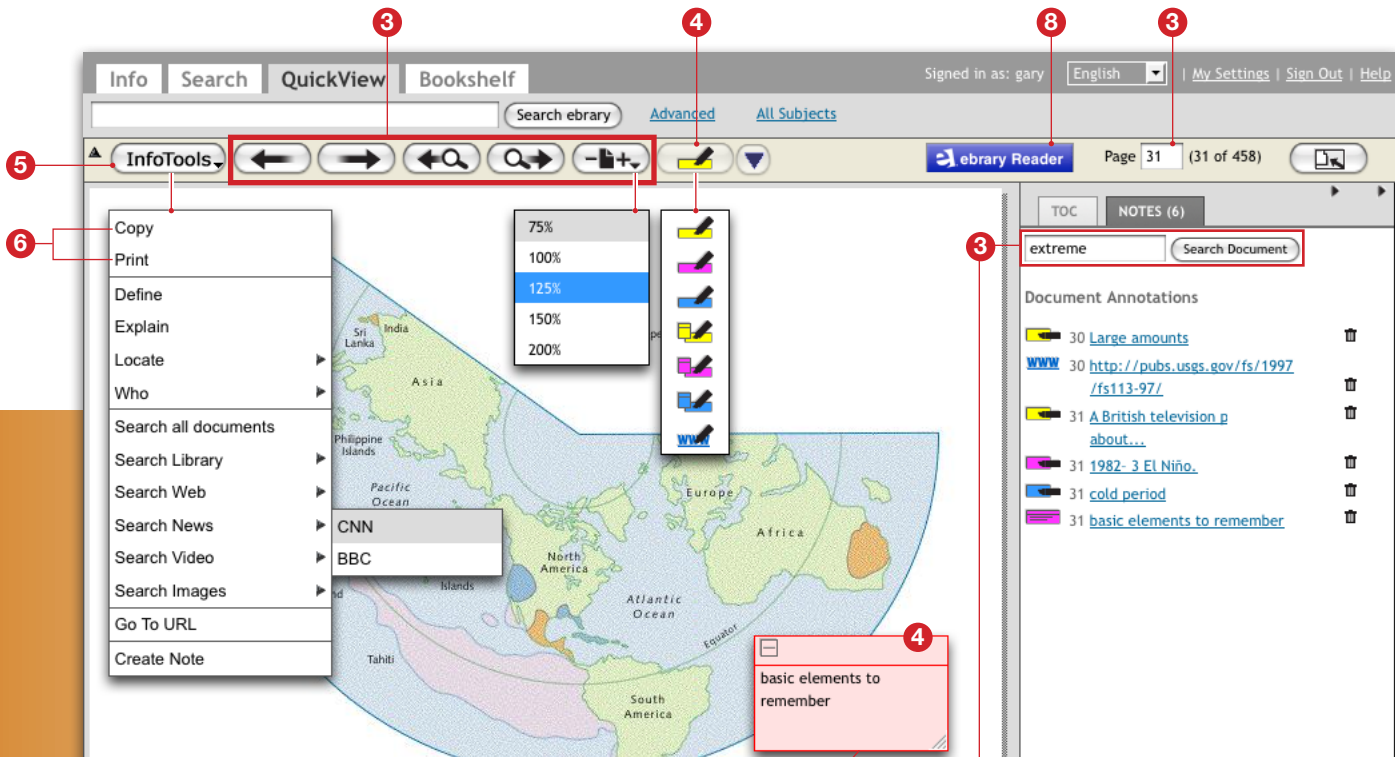 3 4 8 3
Info Search QuickView Bookshelf Signed in as: gary English | My Settings | Sign Out | Help
Search ebrary Advanced All Subjects
5 InfoTools - + ebrary Reader Page 31 (31 of 458)
6
Copy
Print
Define
Explain
Locate
Who
Search all documents
Search Library
Search Web
Search News
Search Video
Search Images
Go To URL
Create Note
CNN
BBC
75%
100%
125%
150%
200%
www
Sri
Lanka
India
Asia
Philippine
Islands
Pacific
Ocean
Islands
Tahiti
North
America
Atlantic
Ocean
Equator
South
America
Europe
Africa
4
basic elements to
remember
TOC NOTES (6)
3 extreme Search Document
Document Annotations
30 Large amounts
www 30 http://pubs.usgs.gov/fs/1997
/fs113-97/
31 A British television p
about...
31 1982- 3 El Niño.
31 cold period
31 basic elements to remember
3